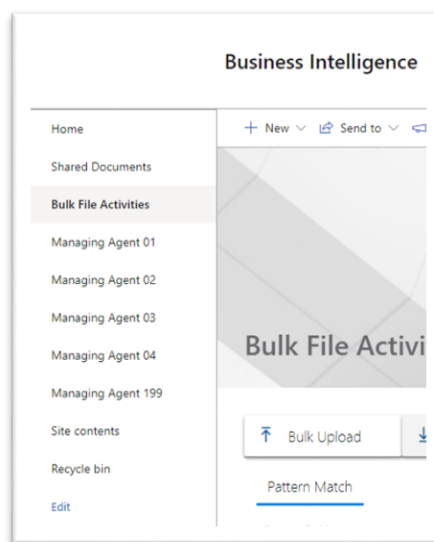 Business Intelligence
Home
Shared Documents
Bulk File Activities
Managing Agent 01
Managing Agent 02
Managing Agent 03
Managing Agent 04
Managing Agent 199
Site contents
Recycle bin
Edit
New
Send to
Bulk File Activi
Bulk Upload
Pattern Match